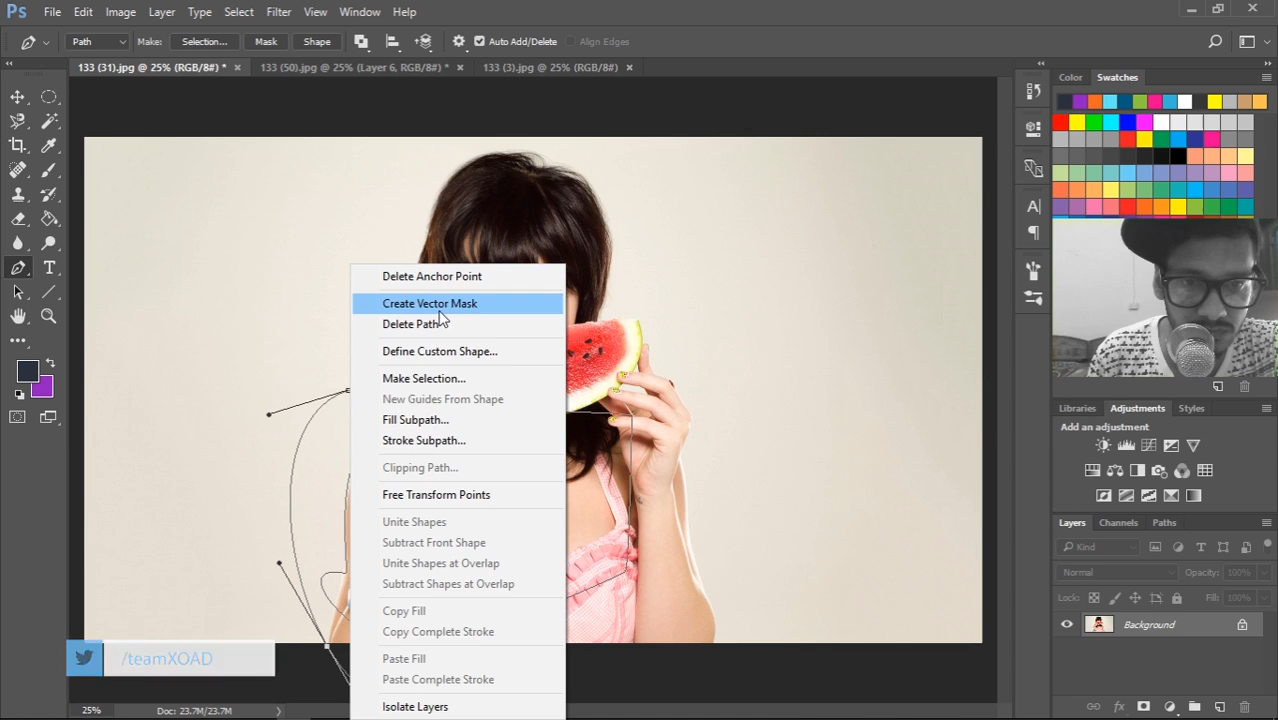 Ps File Edit Image Layer Type Select Filter View Window Help
Path Make: Selection... Mask Shape Auto Add/Delete Align Edges
133 (31).jpg @ 25% (RGB/8#) * 133 (50).jpg @ 25% (Layer 6, RGB/8#) * 133 (3).jpg @ 25% (RGB/8#)
Color Swatches
Delete Anchor Point
Create Vector Mask
Delete Path
Define Custom Shape...
Make Selection...
New Guides From Shape
Fill Subpath...
Stroke Subpath...
Clipping Path...
Free Transform Points
Unite Shapes
Subtract Front Shape
Unite Shapes at Overlap
Subtract Shapes at Overlap
Copy Fill
Copy Complete Stroke
Paste Fill
Paste Complete Stroke
Isolate Layers
Libraries Adjustments Styles
Add an adjustment
Layers Channels Paths
Kind
Normal Opacity: 100%
Lock: Fill: 100%
Background
fx
/teamXOAD
25% Doc: 23.7M/23.7M